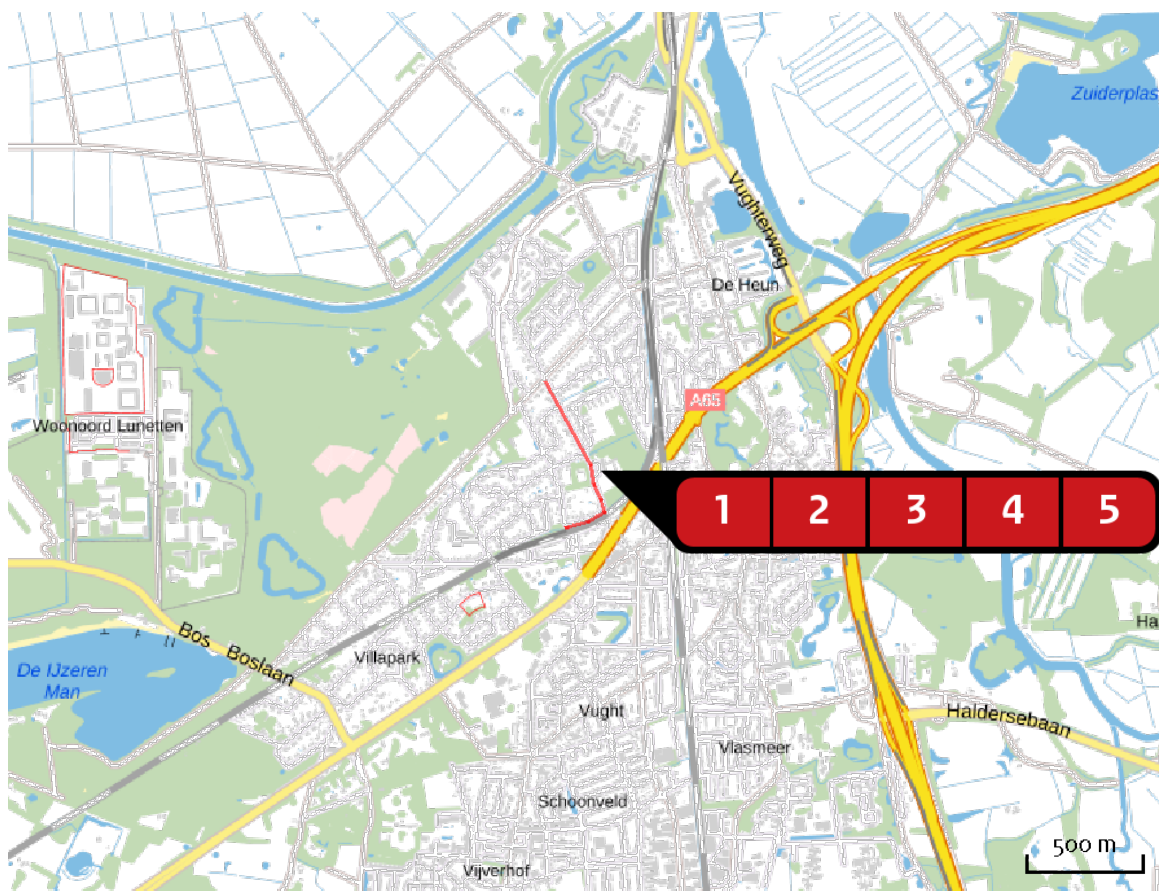 Zuiderplas
Vughterweg
De Heun
A65
Woonoord Lunetten
1 2 3 4 5
Bos
Boslaan
De IJzeren
Man
Villapark
Vught
Haldersebaan
Vlasmeer
Schoonveld
500 m
Vijverhof
Ha